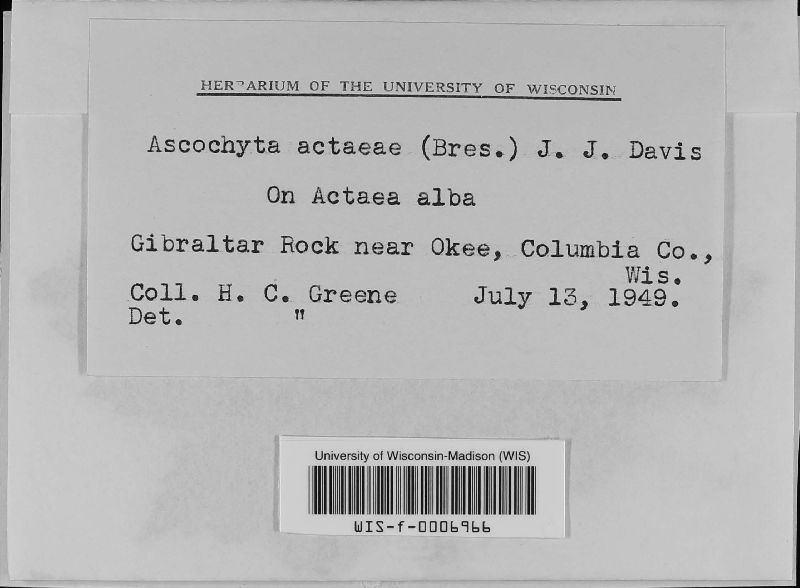 HERBARIUM OF THE UNIVERSITY OF WISCONSIN
Ascochyta actaeae (Bres.) J. J. Davis
On Actaea alba
Gibraltar Rock near Okee, Columbia Co.,
Wis.
Coll. H. C. Greene July 13, 1949.
Det. "
University of Wisconsin-Madison (WIS)
WIS-f-0006966